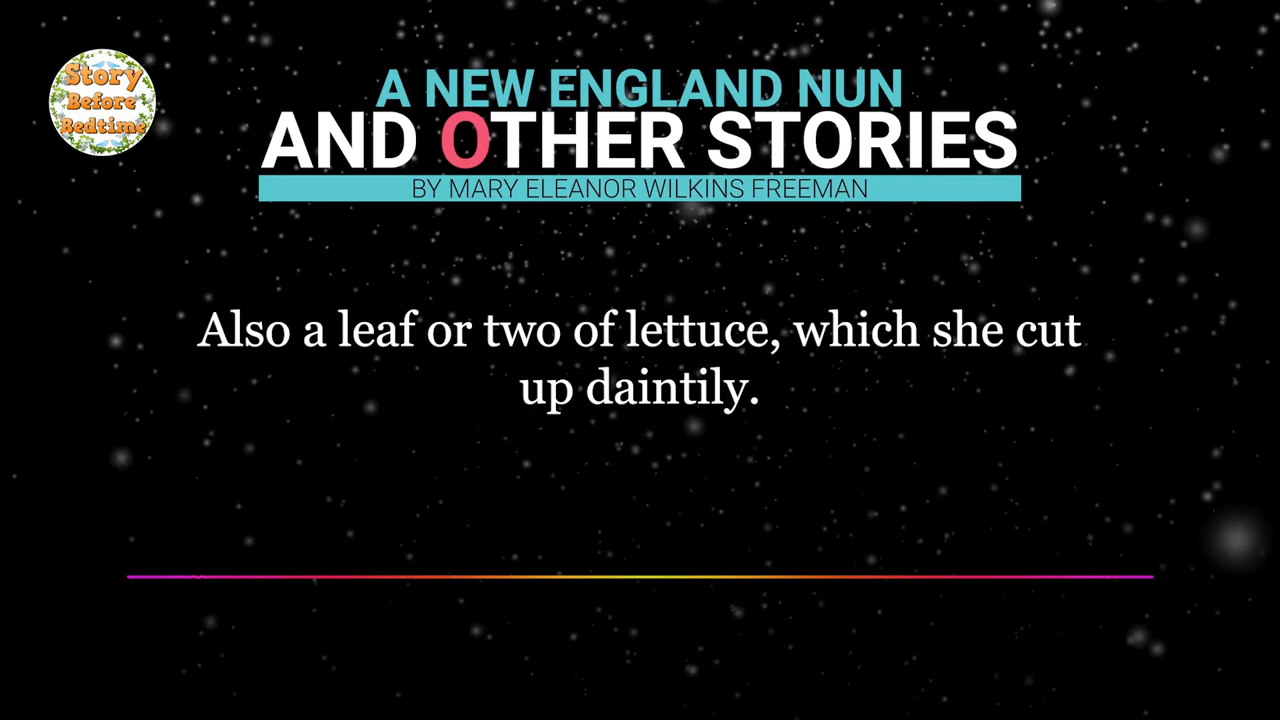 Story
Before
Bedtime
A NEW ENGLAND NUN
AND OTHER STORIES
BY MARY ELEANOR WILKINS FREEMAN
Also a leaf or two of lettuce, which she cut
up daintily.